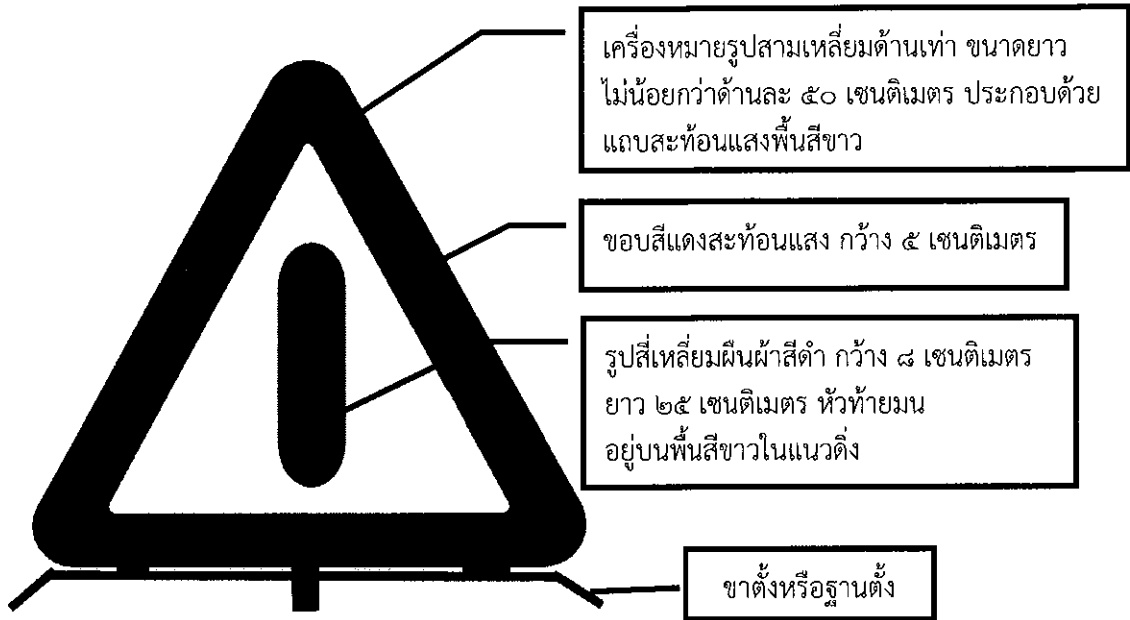 เครื่องหมายรูปสามเหลี่ยมด้านเท่า ขนาดยาว
ไม่น้อยกว่าด้านละ ๕๐ เซนติเมตร ประกอบด้วย
แถบสะท้อนแสงพื้นสีขาว
ขอบสีแดงสะท้อนแสง กว้าง ๕ เซนติเมตร
รูปสี่เหลี่ยมผืนผ้าสีดำ กว้าง ๘ เซนติเมตร
ยาว ๒๕ เซนติเมตร หัวท้ายมน
อยู่บนพื้นสีขาวในแนวดิ่ง
ขาตั้งหรือฐานตั้ง